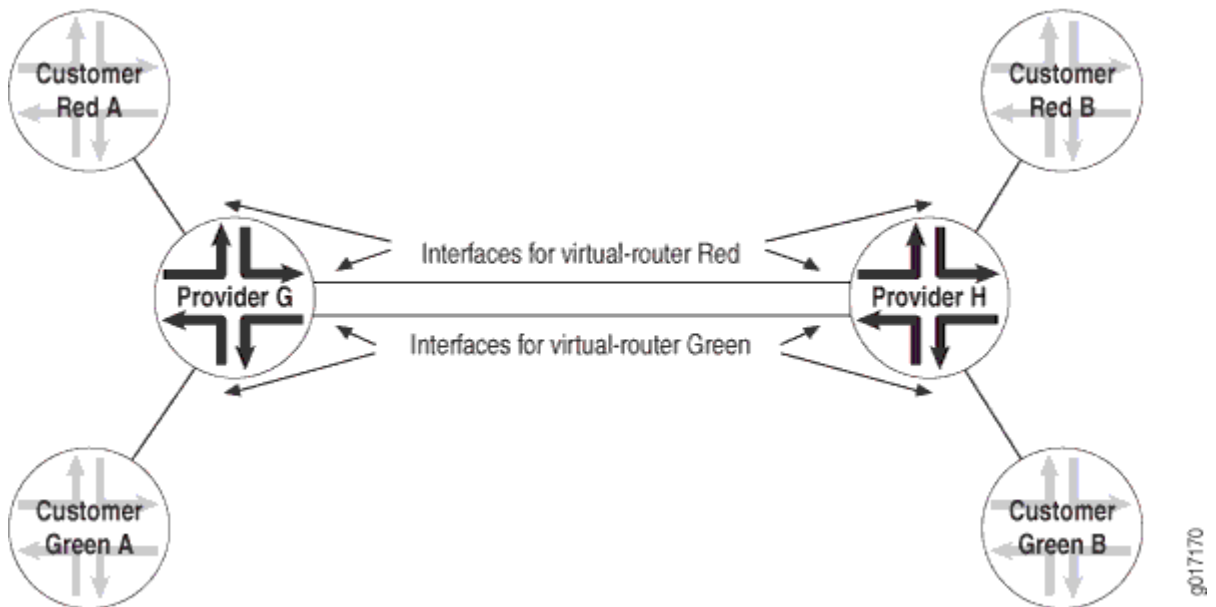 Customer
Red A
Customer
Red B
Interfaces for virtual-router Red
Provider G
Provider H
Interfaces for virtual-router Green
Customer
Green A
Customer
Green B
g017170